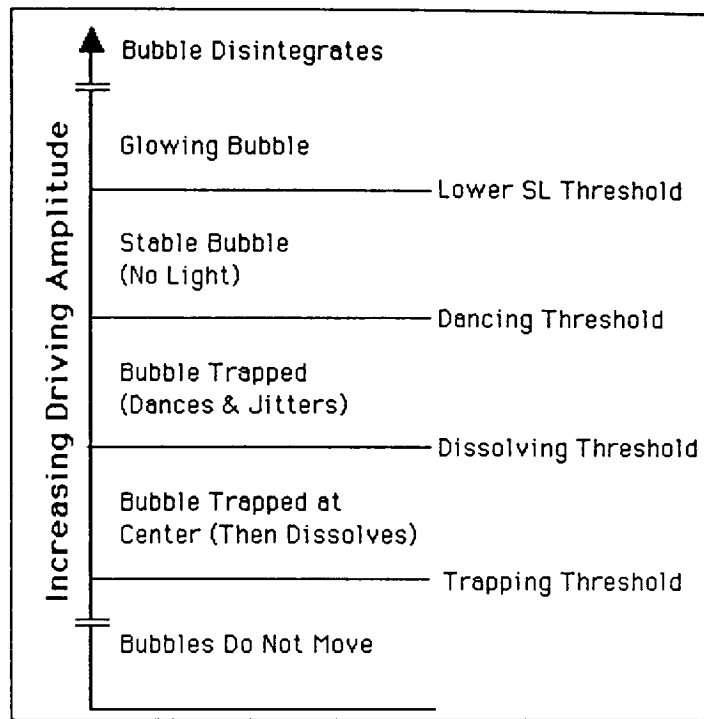 Increasing Driving Amplitude
Bubble Disintegrates
Glowing Bubble
Lower SL Threshold
Stable Bubble
(No Light)
Dancing Threshold
Bubble Trapped
(Dances & Jitters)
Dissolving Threshold
Bubble Trapped at
Center (Then Dissolves)
Trapping Threshold
Bubbles Do Not Move